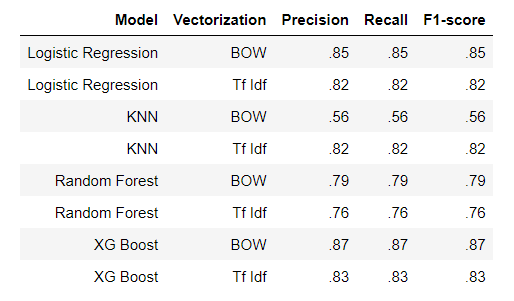 Model Vectorization Precision Recall F1-score
Logistic Regression BOW .85 .85 .85
Logistic Regression Tf Idf .82 .82 .82
KNN BOW .56 .56 .56
KNN Tf Idf .82 .82 .82
Random Forest BOW .79 .79 .79
Random Forest Tf Idf .76 .76 .76
XG Boost BOW .87 .87 .87
XG Boost Tf Idf .83 .83 .83